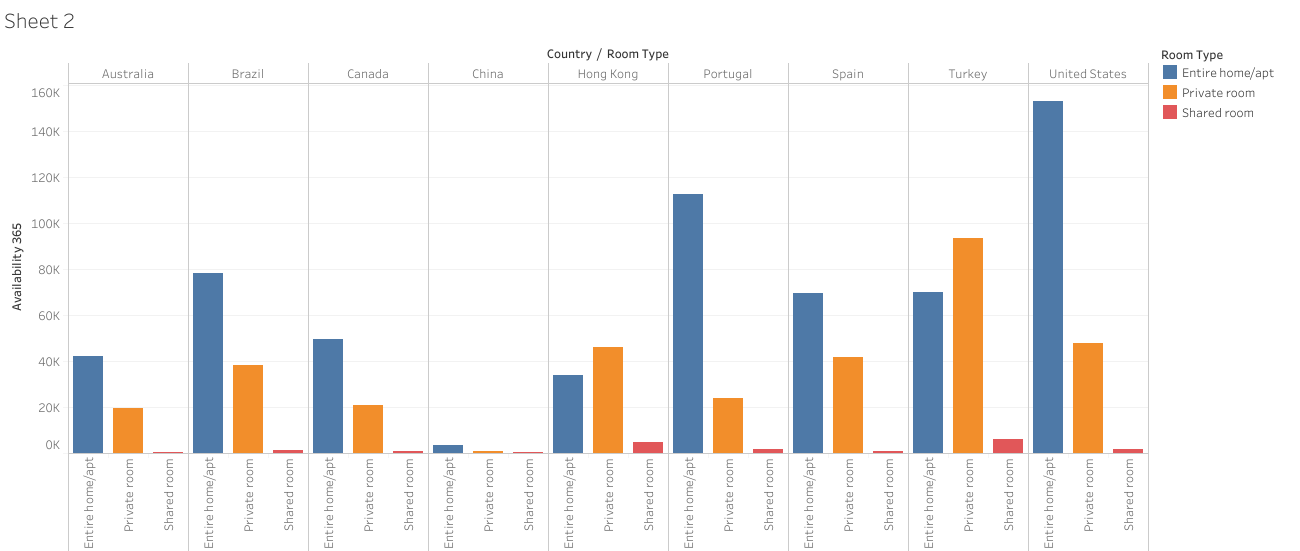 Sheet 2
Country / Room Type
Australia Brazil Canada China Hong Kong Portugal Spain Turkey United States
Room Type
Entire home/apt
Private room
Shared room
Availability 365
160K
140K
120K
100K
80K
60K
40K
20K
0K
Entire home/apt Private room Shared room Entire home/apt Private room Shared room Entire home/apt Private room Shared room Entire home/apt Private room Shared room Entire home/apt Private room Shared room Entire home/apt Private room Shared room Entire home/apt Private room Shared room Entire home/apt Private room Shared room Entire home/apt Private room Shared room